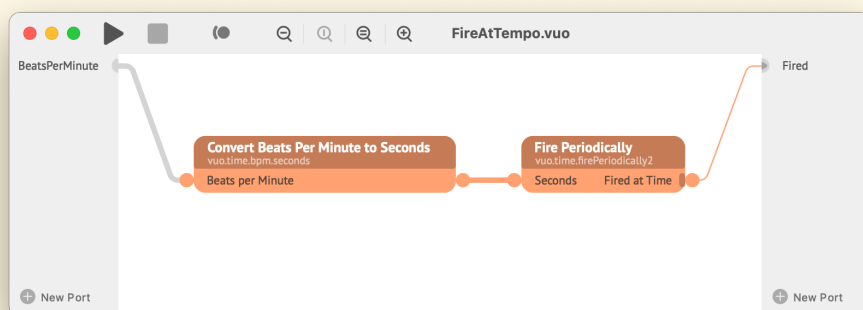 FireAtTempo.vuo
BeatsPerMinute
Fired
Convert Beats Per Minute to Seconds
vuo.time.bpm.seconds
Beats per Minute
Fire Periodically
vuo.time.firePeriodically2
Seconds Fired at Time
New Port
New Port